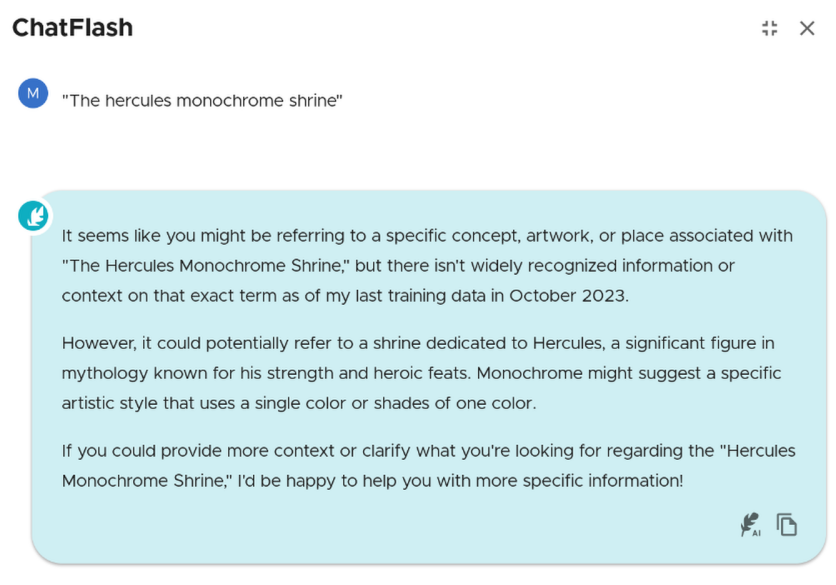 ChatFlash
M
"The hercules monochrome shrine"
It seems like you might be referring to a specific concept, artwork, or place associated with
"The Hercules Monochrome Shrine," but there isn't widely recognized information or
context on that exact term as of my last training data in October 2023.
However, it could potentially refer to a shrine dedicated to Hercules, a significant figure in
mythology known for his strength and heroic feats. Monochrome might suggest a specific
artistic style that uses a single color or shades of one color.
If you could provide more context or clarify what you're looking for regarding the "Hercules
Monochrome Shrine," I'd be happy to help you with more specific information!
AI